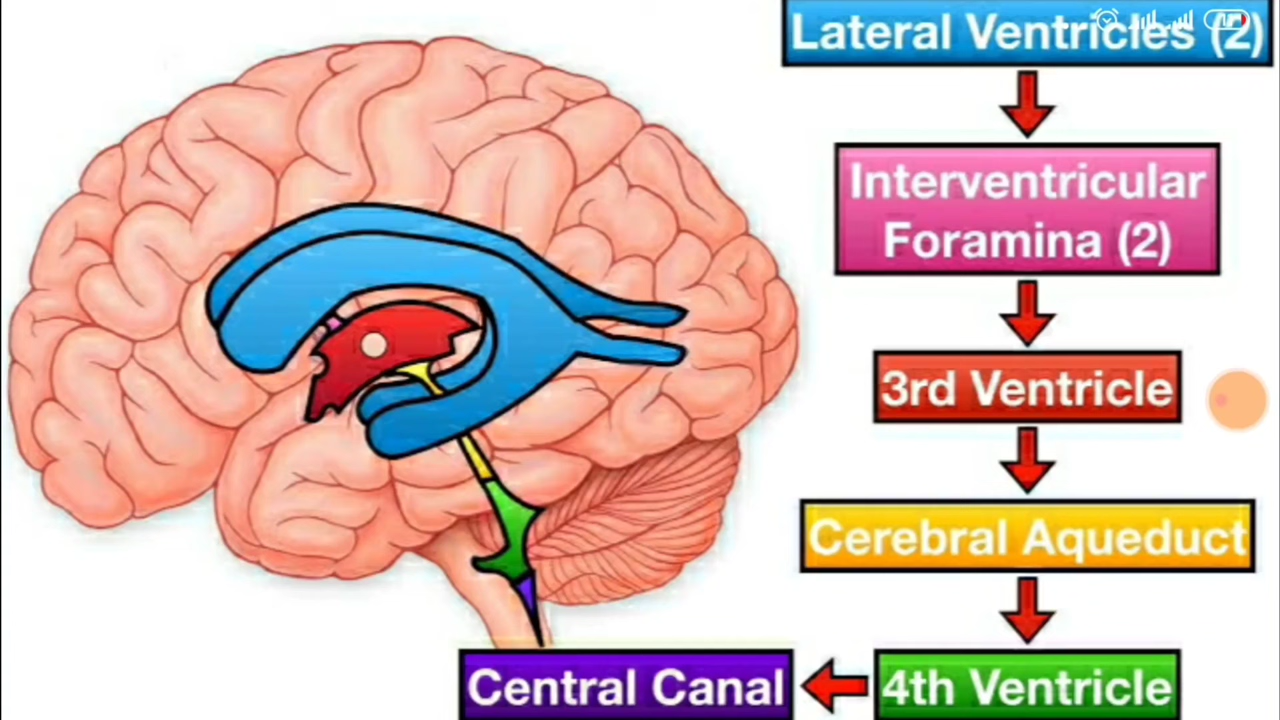 Lateral Ventricles (2)
Interventricular
Foramina (2)
3rd Ventricle
Cerebral Aqueduct
4th Ventricle
Central Canal